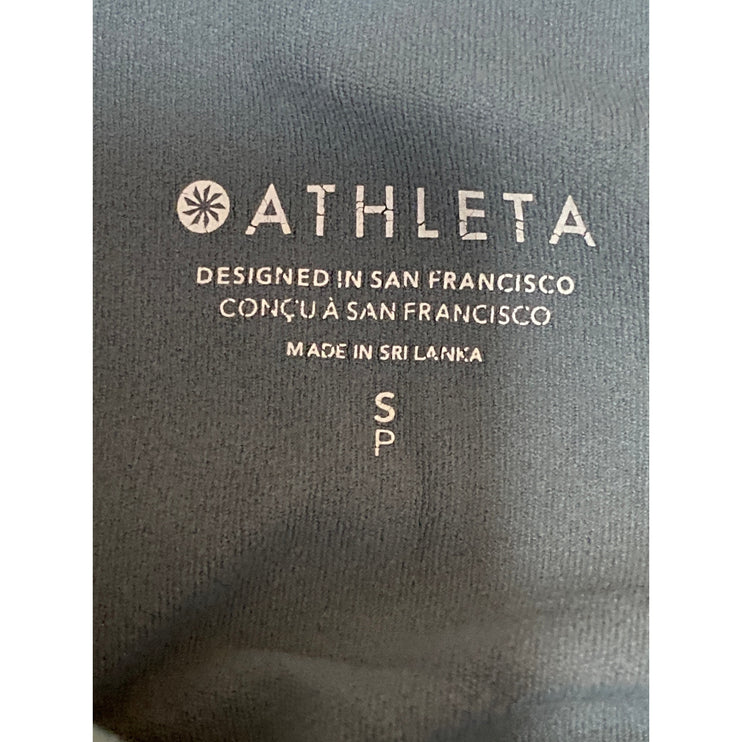 ATHLETA
DESIGNED IN SAN FRANCISCO
CONÇU À SAN FRANCISCO
MADE IN SRI LANKA
S
P